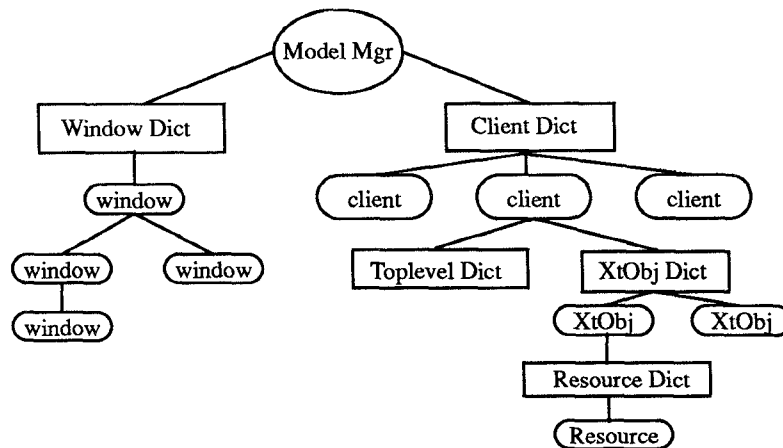 Model Mgr
Window Dict
Client Dict
window
client
client
client
window
window
Toplevel Dict
XtObj Dict
window
XtObj
XtObj
Resource Dict
Resource